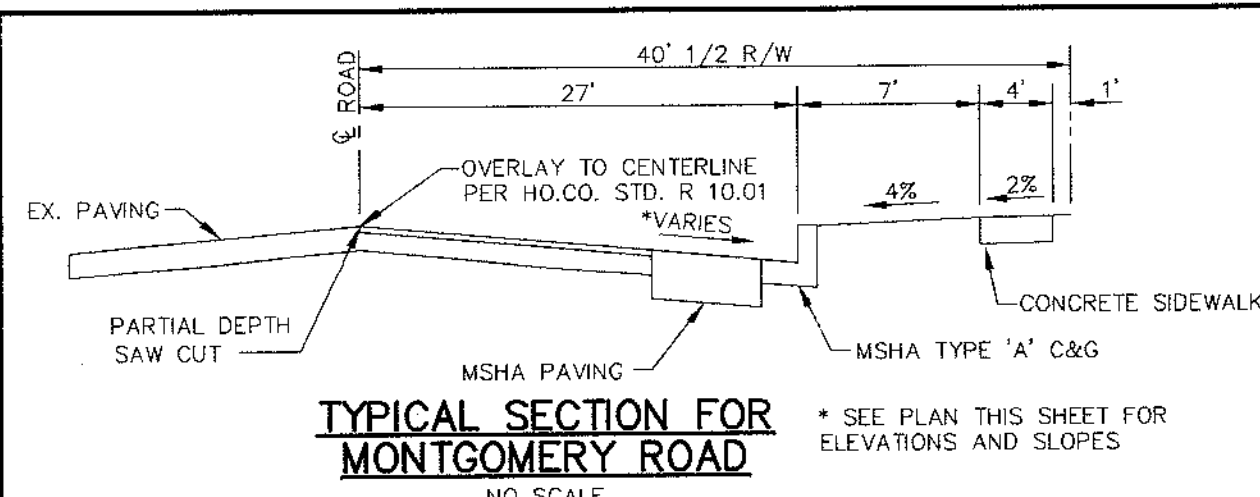 40' 1/2 R/W
27'
7'
4'
1'
℄ ROAD
OVERLAY TO CENTERLINE
PER HO.CO. STD. R 10.01
*VARIES
4%
2%
EX. PAVING
PARTIAL DEPTH
SAW CUT
MSHA PAVING
MSHA TYPE 'A' C&G
CONCRETE SIDEWALK
TYPICAL SECTION FOR
MONTGOMERY ROAD
NO SCALE
* SEE PLAN THIS SHEET FOR
ELEVATIONS AND SLOPES